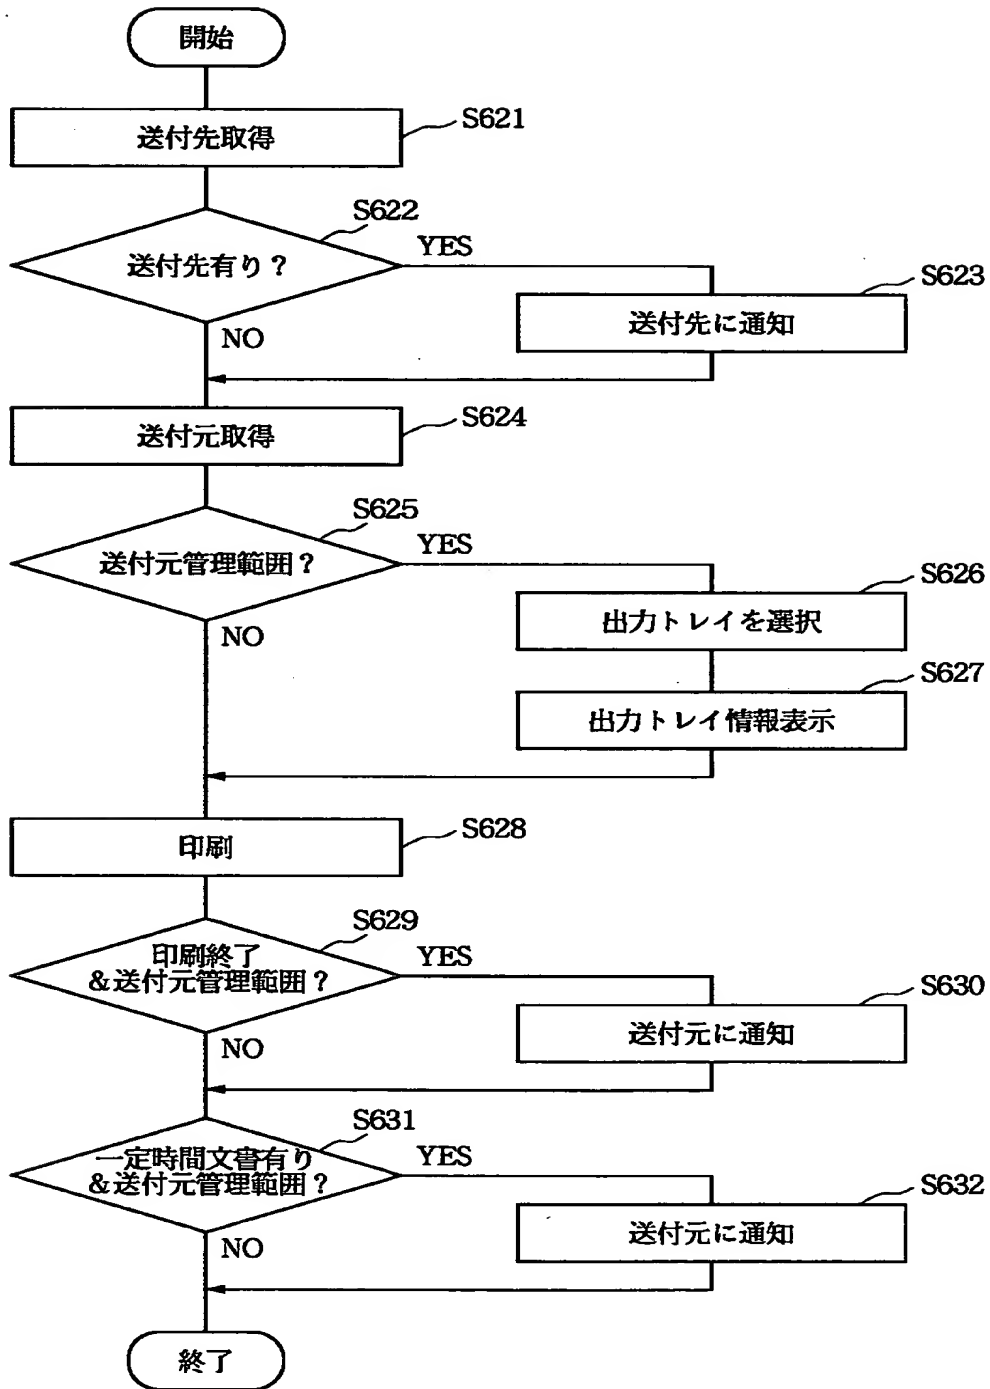 開始
送付先取得
S621
送付先有り？
S622
YES
NO
送付先に通知
S623
送付元取得
S624
送付元管理範囲？
S625
YES
NO
出力トレイを選択
S626
出力トレイ情報表示
S627
印刷
S628
印刷終了
＆送付元管理範囲？
S629
YES
NO
送付元に通知
S630
一定時間文書有り
＆送付元管理範囲？
S631
YES
NO
送付元に通知
S632
終了